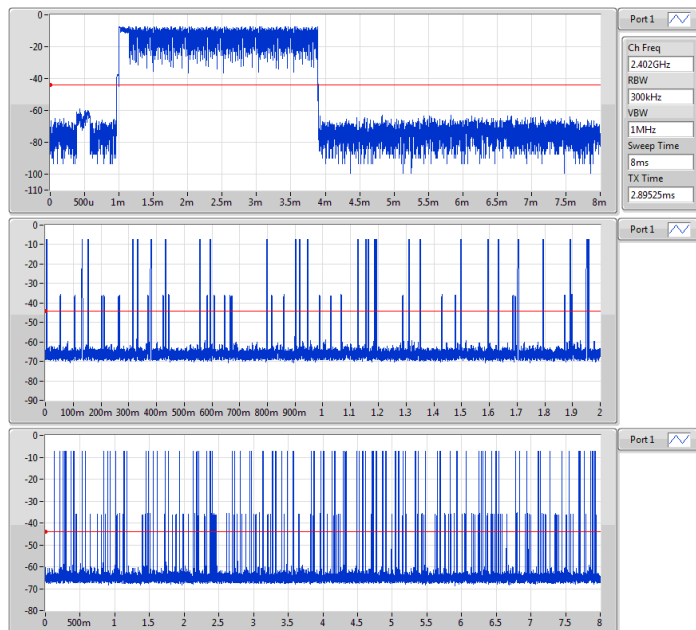 0
-20
-40
-60
-80
-100
-110
0 500u 1m 1.5m 2m 2.5m 3m 3.5m 4m 4.5m 5m 5.5m 6m 6.5m 7m 7.5m 8m
Port 1
Ch Freq
2.402GHz
RBW
300kHz
VBW
1MHz
Sweep Time
8ms
TX Time
2.89525ms
0
-10
-20
-30
-40
-50
-60
-70
-80
-90
0 100m 200m 300m 400m 500m 600m 700m 800m 900m 1 1.1 1.2 1.3 1.4 1.5 1.6 1.7 1.8 1.9 2
Port 1
0
-10
-20
-30
-40
-50
-60
-70
-80
0 500m 1 1.5 2 2.5 3 3.5 4 4.5 5 5.5 6 6.5 7 7.5 8
Port 1